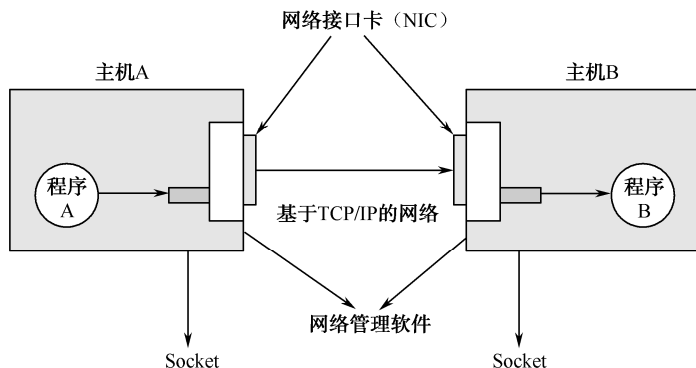 网络接口卡（NIC）
主机A
主机B
程序
A
程序
B
基于TCP/IP的网络
网络管理软件
Socket
Socket